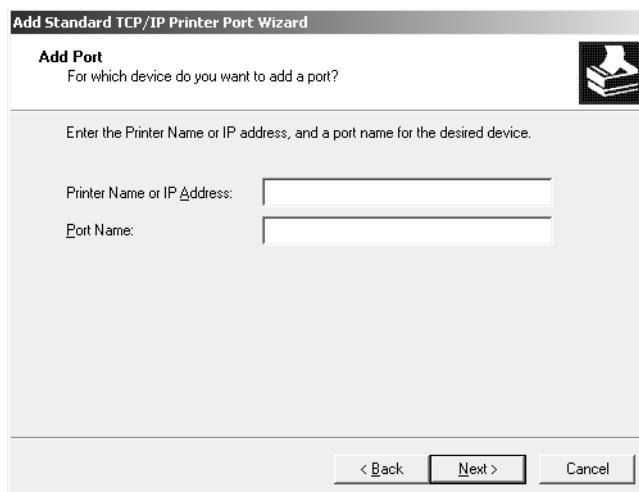 Add Standard TCP/IP Printer Port Wizard
Add Port
For which device do you want to add a port?
Enter the Printer Name or IP address, and a port name for the desired device.
Printer Name or IP Address:
Port Name:
< Back
Next >
Cancel